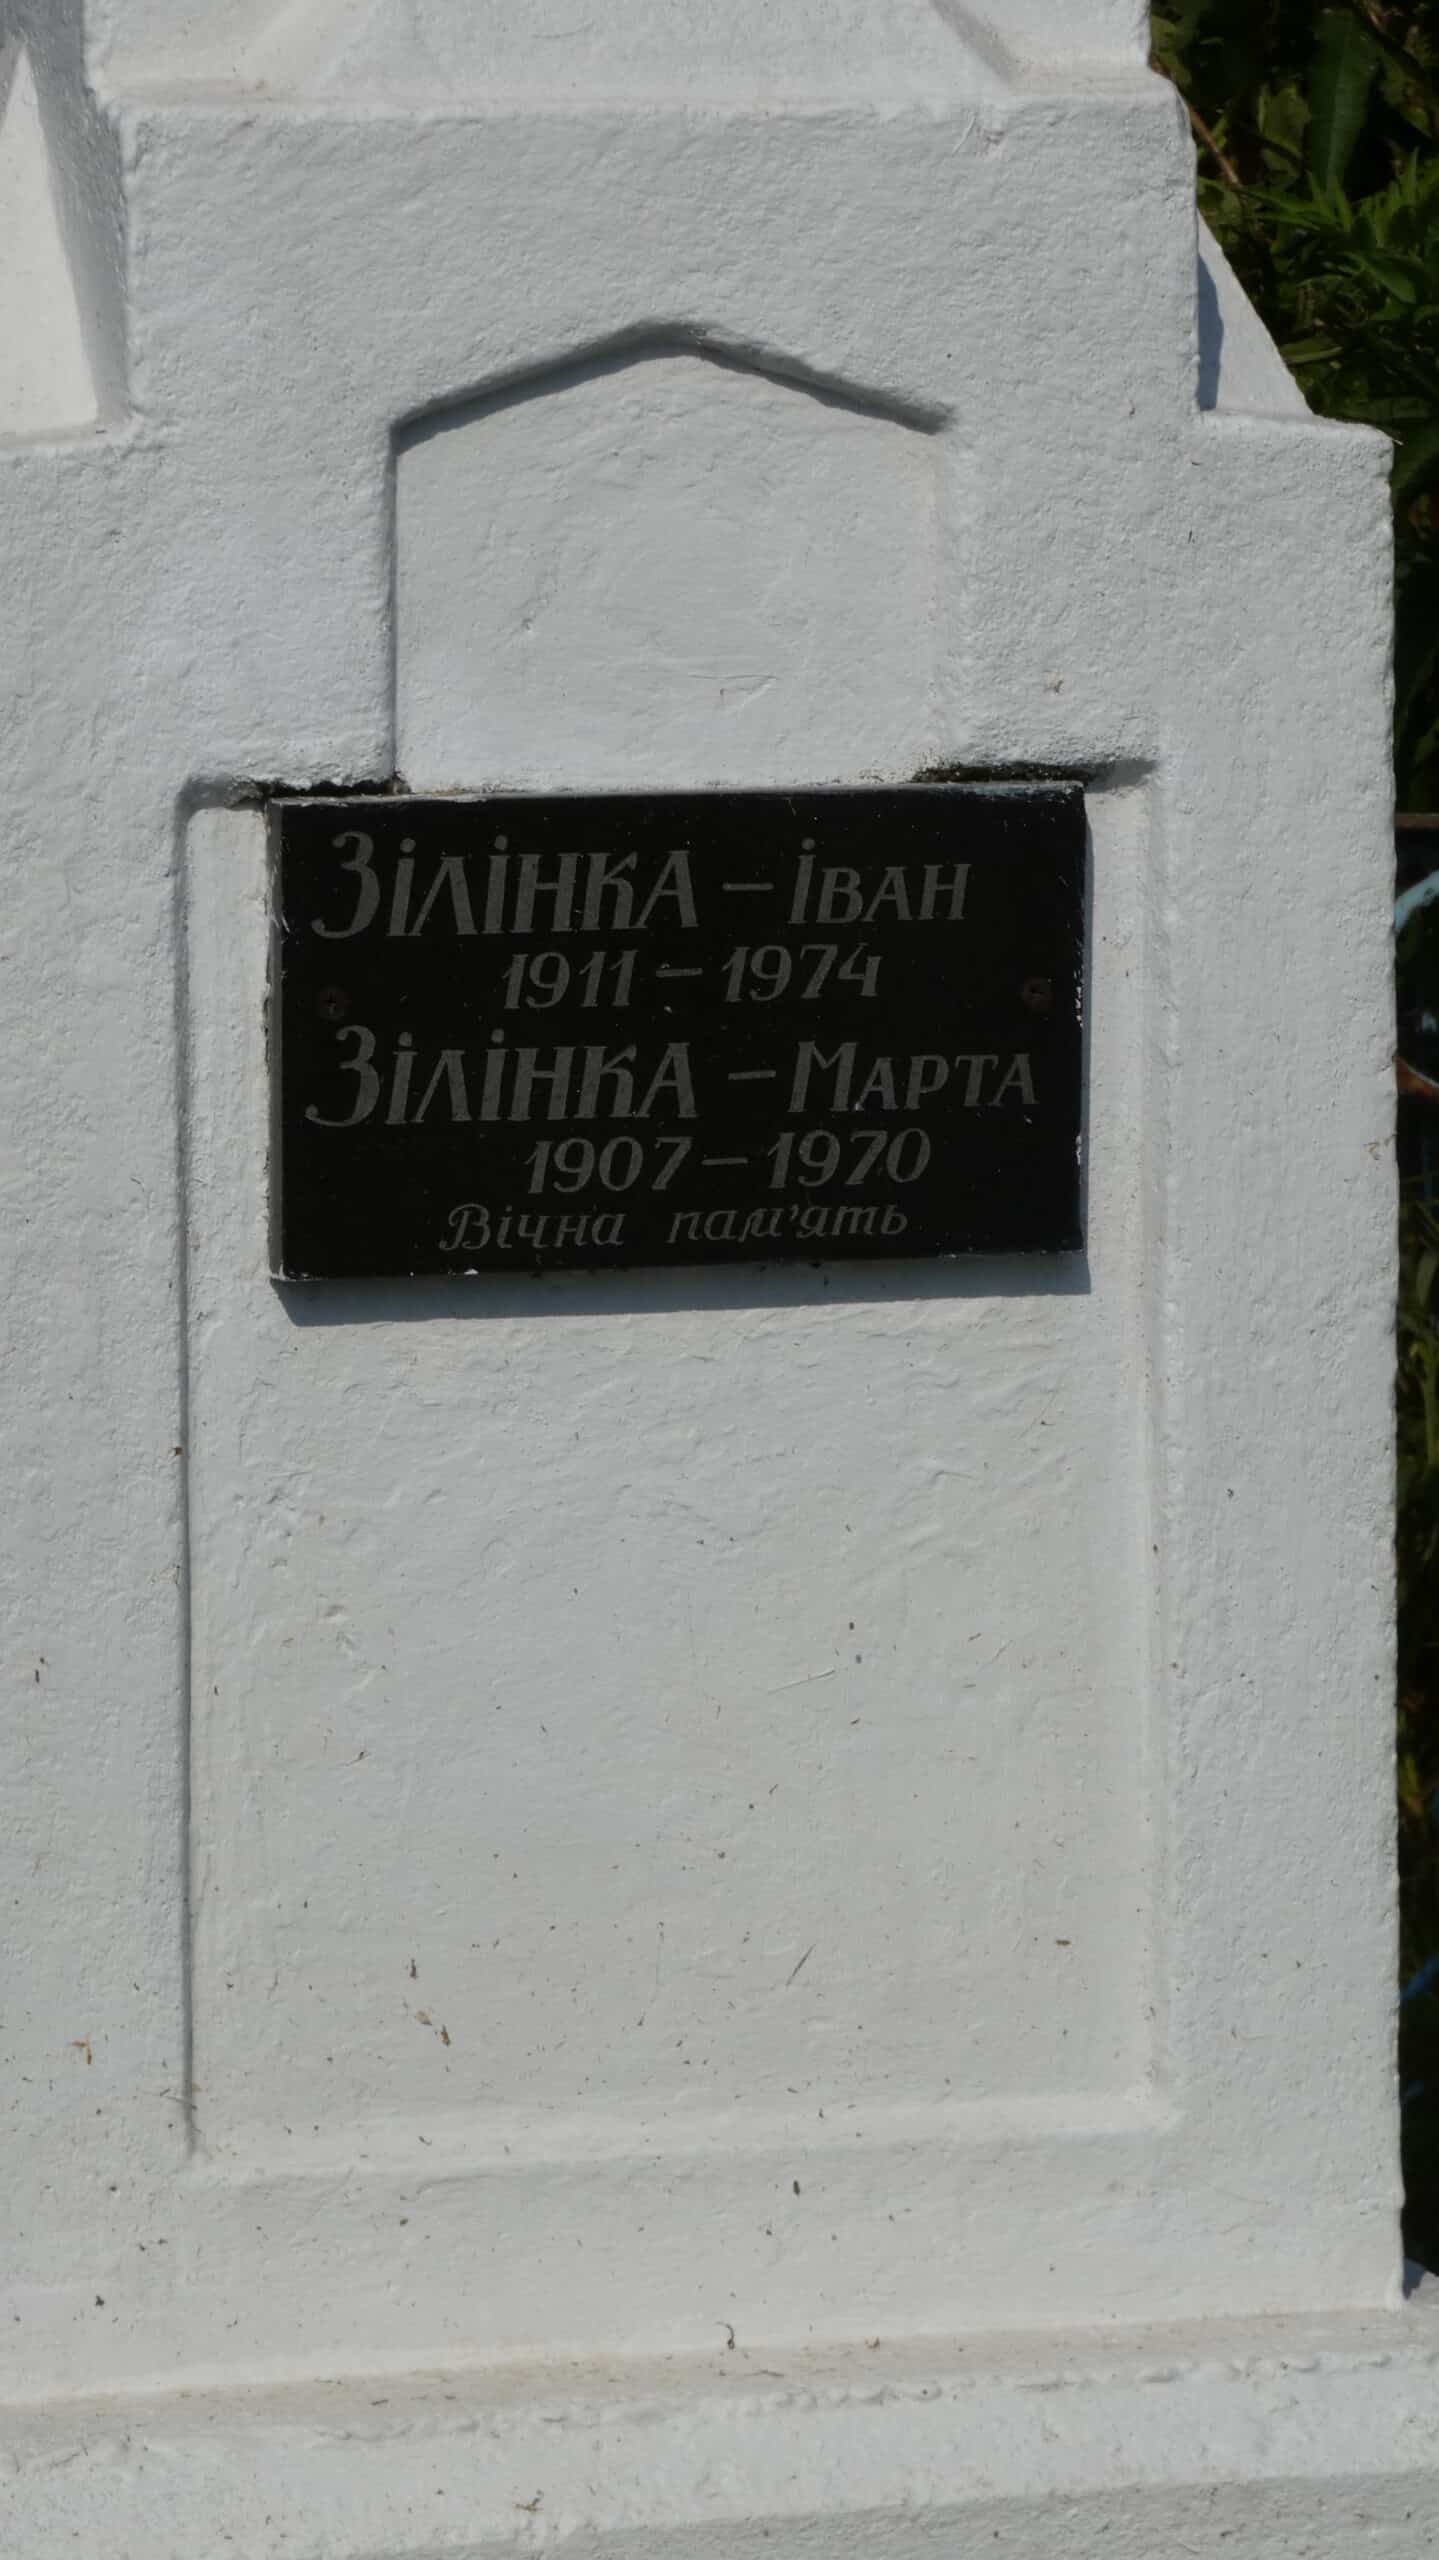 Зілінка – Іван
1911 – 1974
Зілінка – Марта
1907 – 1970
Вічна пам'ять